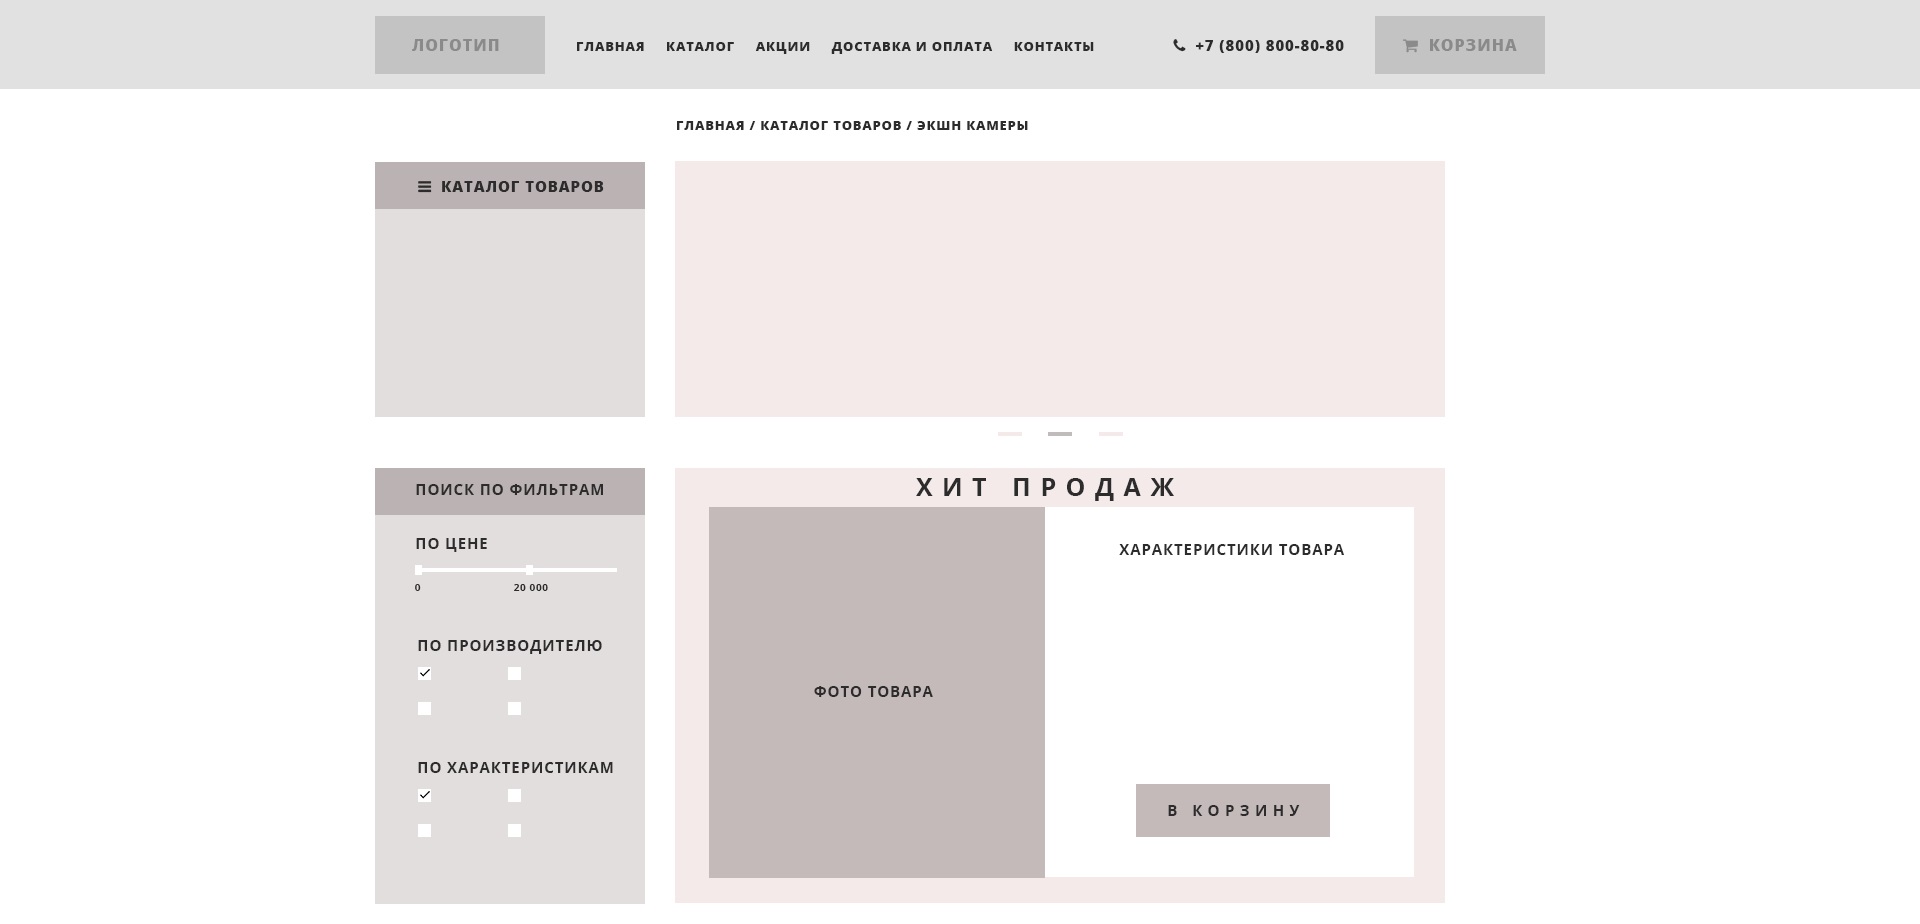 ЛОГОТИП
ГЛАВНАЯ КАТАЛОГ АКЦИИ ДОСТАВКА И ОПЛАТА КОНТАКТЫ
+7 (800) 800-80-80
КОРЗИНА
ГЛАВНАЯ / КАТАЛОГ ТОВАРОВ / ЭКШН КАМЕРЫ
КАТАЛОГ ТОВАРОВ
ПОИСК ПО ФИЛЬТРАМ
ПО ЦЕНЕ
0 20 000
ПО ПРОИЗВОДИТЕЛЮ
ПО ХАРАКТЕРИСТИКАМ
ХИТ ПРОДАЖ
ФОТО ТОВАРА
ХАРАКТЕРИСТИКИ ТОВАРА
В КОРЗИНУ